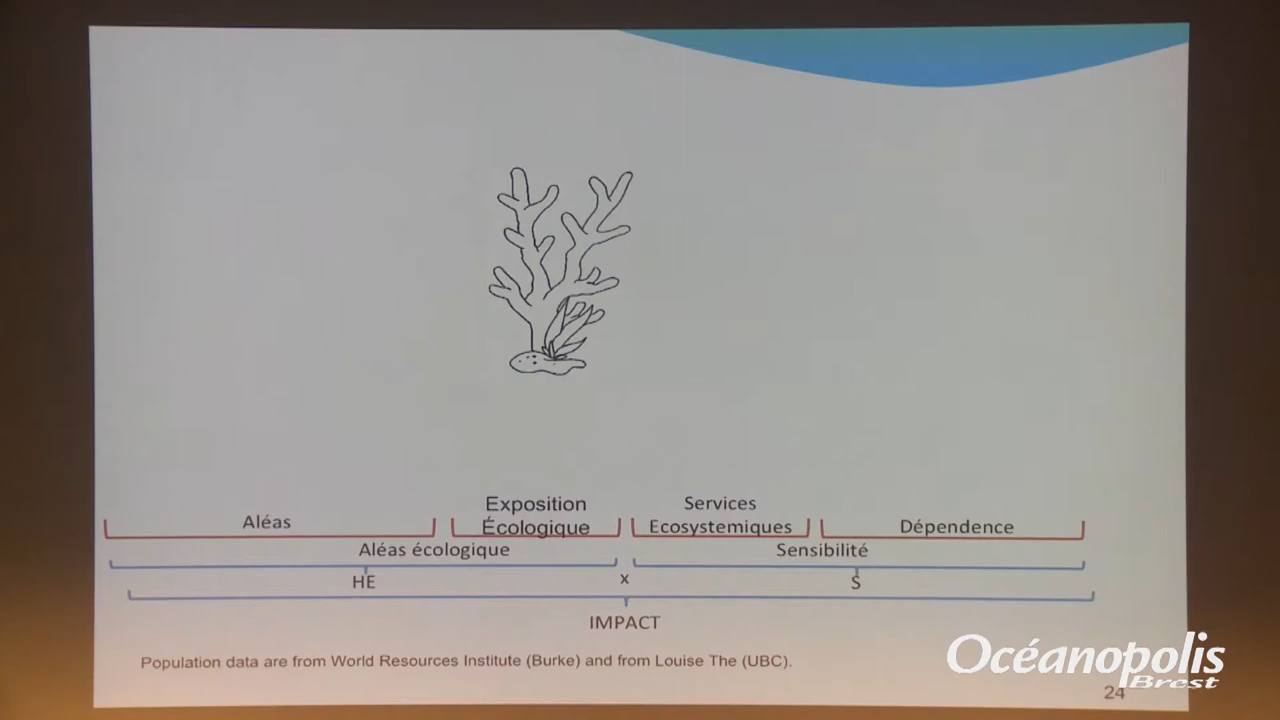 Exposition
Services
Aléas
Écologique
Ecosystemiques
Dépendence
Aléas écologique
Sensibilité
HE
x
S
IMPACT
Population data are from World Resources Institute (Burke) and from Louise The (UBC).
Océanopolis
Brest
24